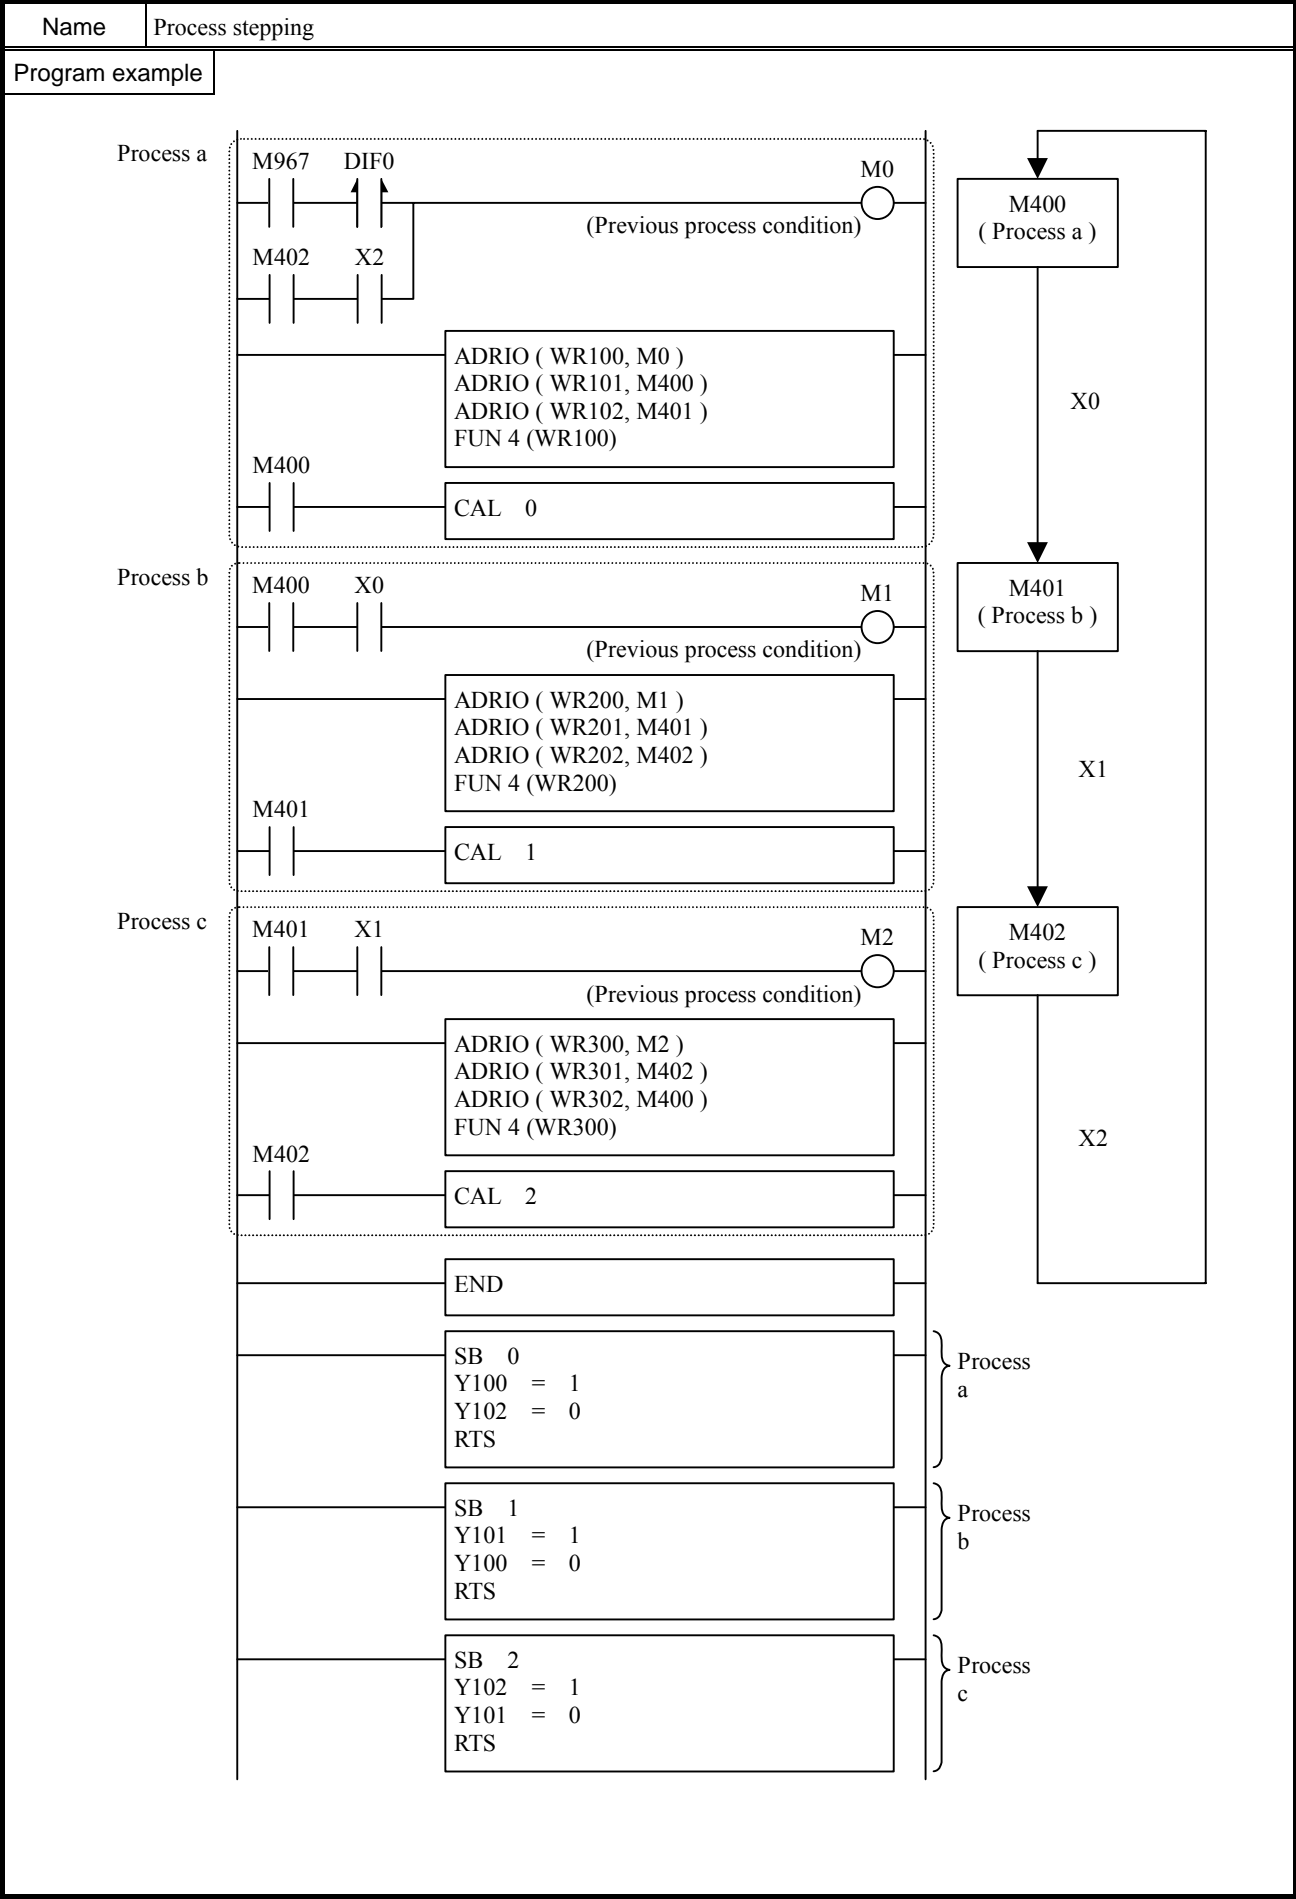 Name Process stepping
Program example
Process a
M967 DIF0 M0
(Previous process condition)
M402 X2
ADRIO ( WR100, M0 )
ADRIO ( WR101, M400 )
ADRIO ( WR102, M401 )
FUN 4 (WR100)
M400
CAL 0
Process b
M400 X0 M1
(Previous process condition)
ADRIO ( WR200, M1 )
ADRIO ( WR201, M401 )
ADRIO ( WR202, M402 )
FUN 4 (WR200)
M401
CAL 1
Process c
M401 X1 M2
(Previous process condition)
ADRIO ( WR300, M2 )
ADRIO ( WR301, M402 )
ADRIO ( WR302, M400 )
FUN 4 (WR300)
M402
CAL 2
END
SB 0
Y100 = 1
Y102 = 0
RTS
Process
a
SB 1
Y101 = 1
Y100 = 0
RTS
Process
b
SB 2
Y102 = 1
Y101 = 0
RTS
Process
c
M400
( Process a )
X0
M401
( Process b )
X1
M402
( Process c )
X2